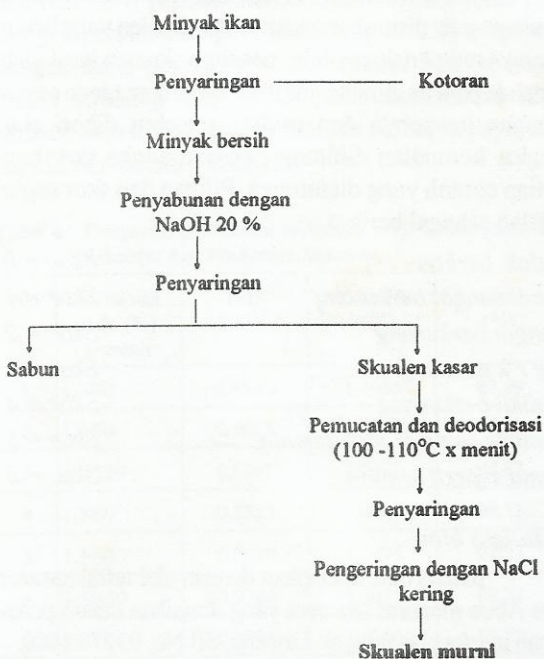 Minyak ikan
Penyaringan Kotoran
Minyak bersih
Penyabunan dengan
NaOH 20 %
Penyaringan
Sabun
Skualen kasar
Pemucatan dan deodorisasi
(100 -110°C x menit)
Penyaringan
Pengeringan dengan NaCl
kering
Skualen murni